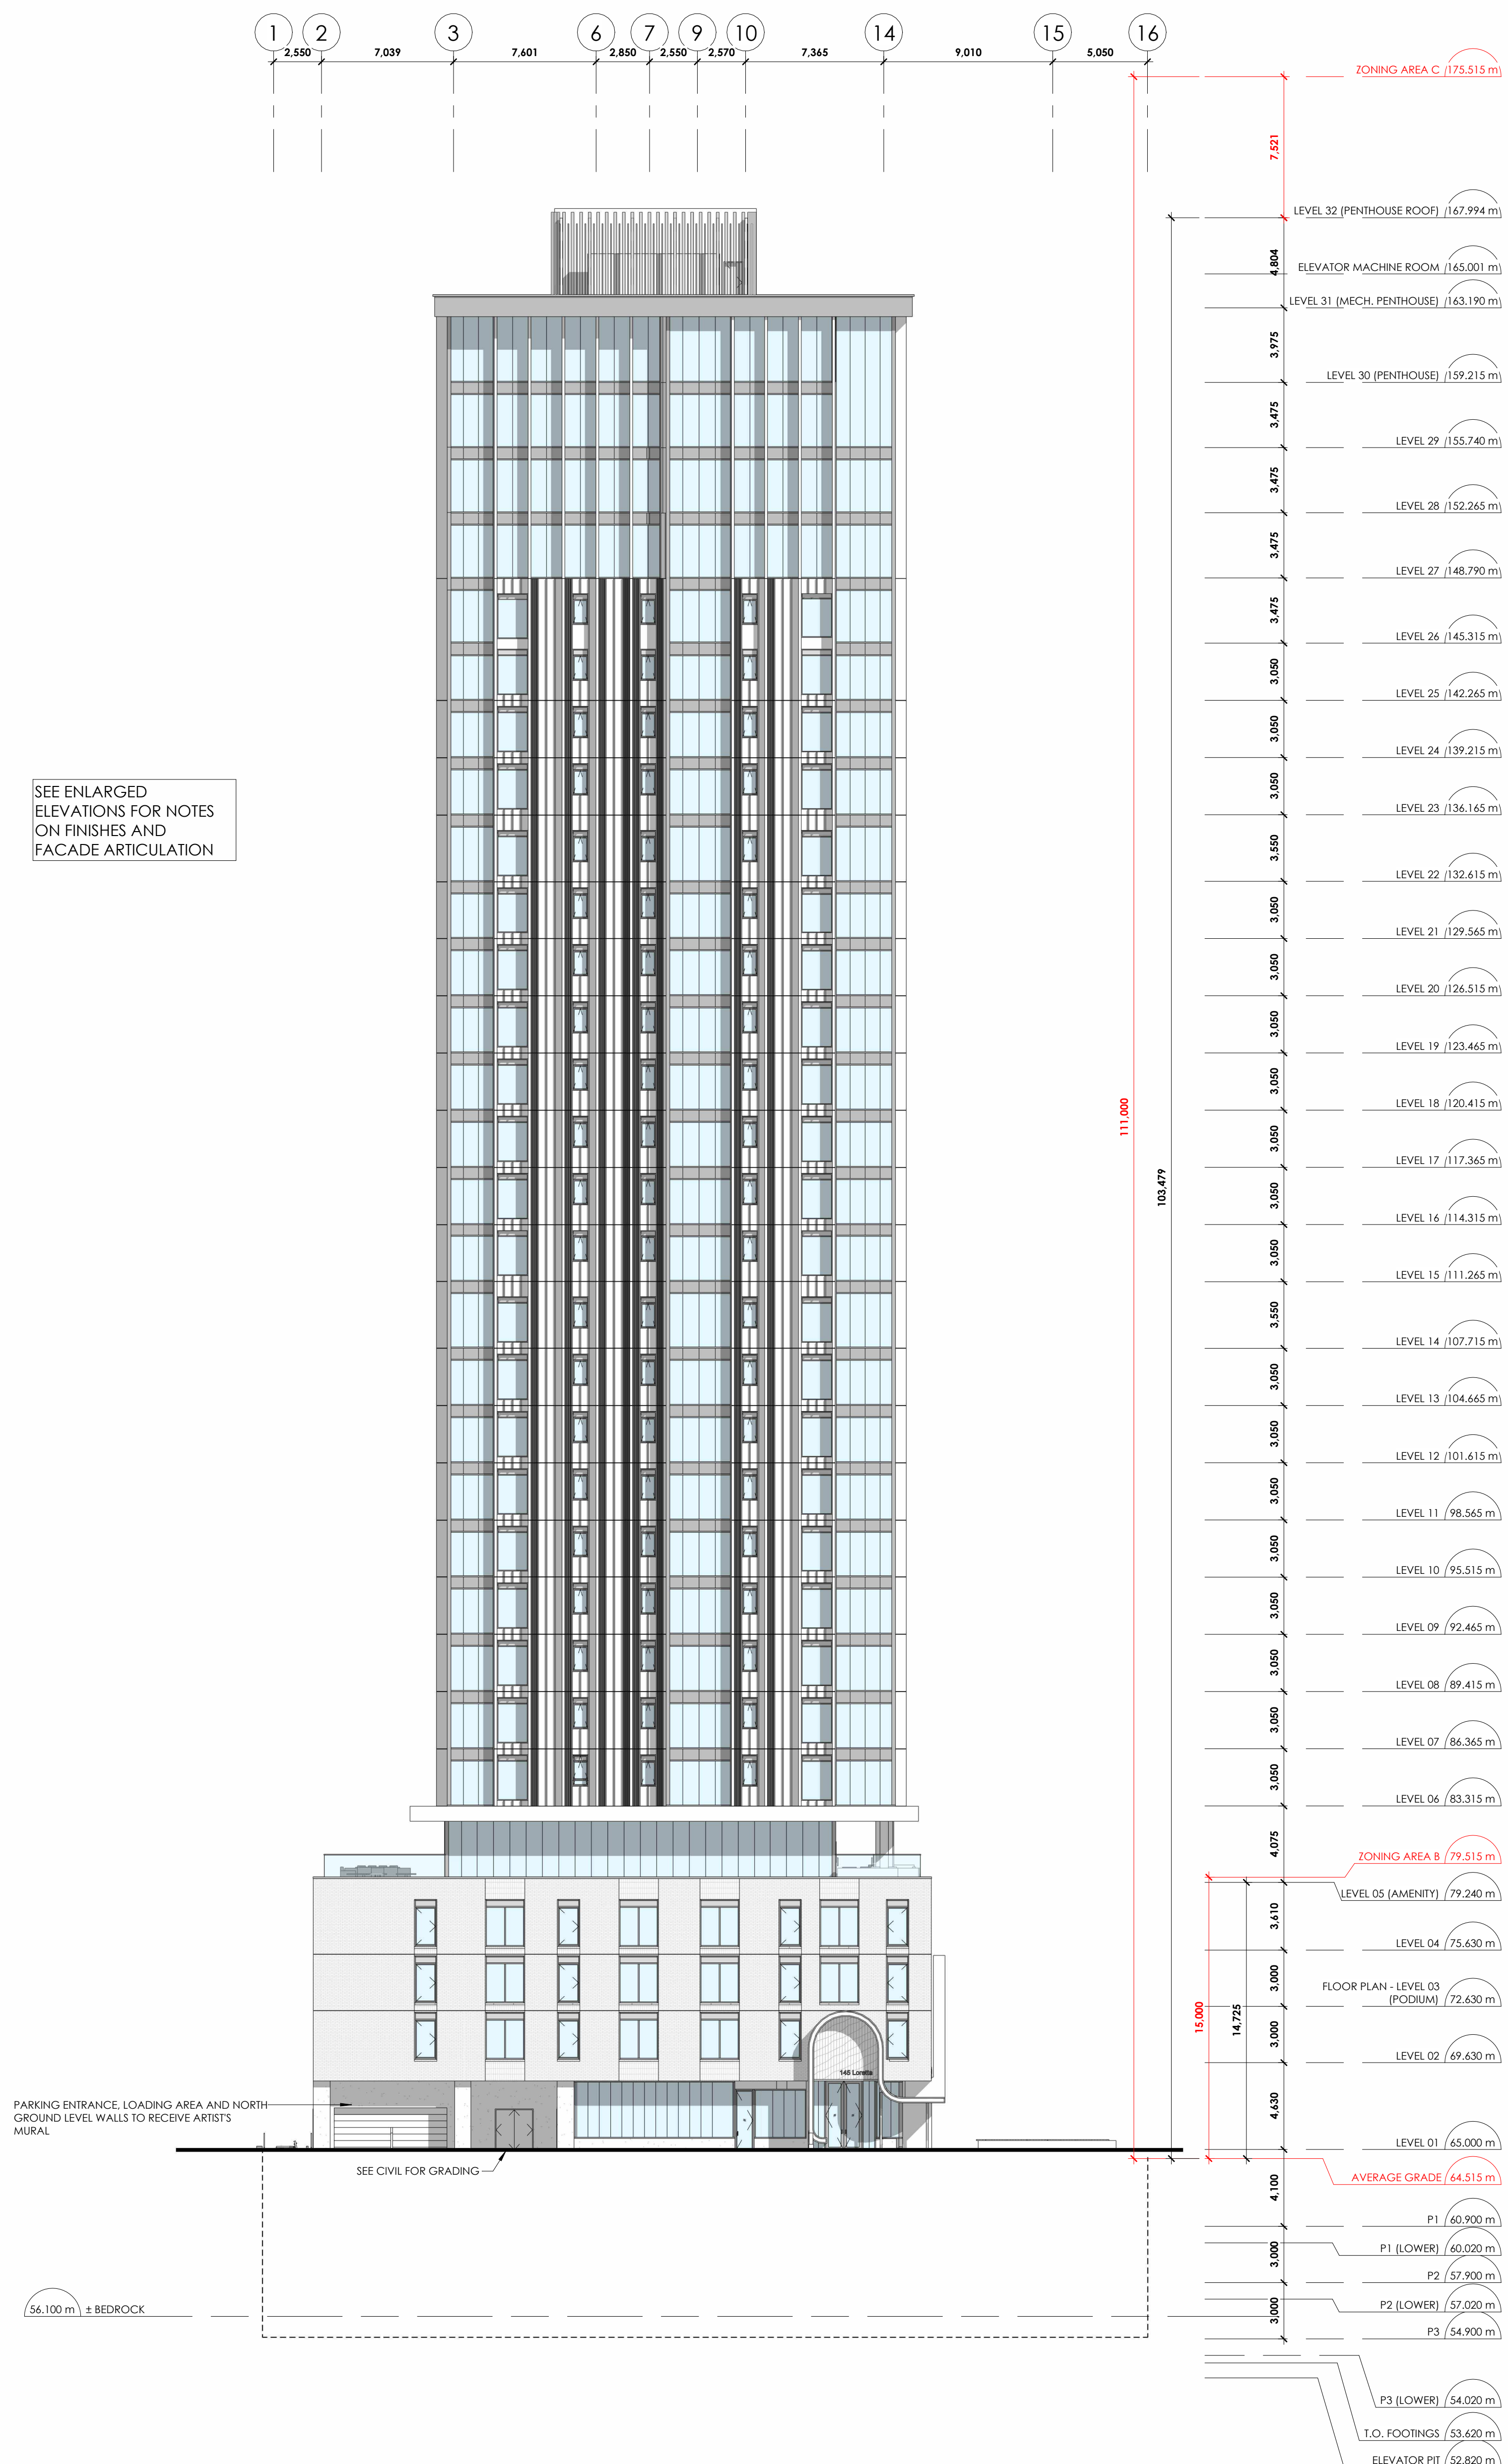 1 2 3 6 7 9 10 14 15 16
2,550 7,039 7,601 2,850 2,550 2,570 7,365 9,010 5,050
ZONING AREA C 175.515 m
7,521
LEVEL 32 (PENTHOUSE ROOF) 167.994 m
4,804
ELEVATOR MACHINE ROOM 165.001 m
LEVEL 31 (MECH. PENTHOUSE) 163.190 m
3,975
LEVEL 30 (PENTHOUSE) 159.215 m
3,475
LEVEL 29 155.740 m
3,475
LEVEL 28 152.265 m
3,475
LEVEL 27 148.790 m
3,475
LEVEL 26 145.315 m
3,050
LEVEL 25 142.265 m
3,050
LEVEL 24 139.215 m
3,050
LEVEL 23 136.165 m
SEE ENLARGED
ELEVATIONS FOR NOTES
ON FINISHES AND
FACADE ARTICULATION
3,550
LEVEL 22 132.615 m
3,050
LEVEL 21 129.565 m
3,050
LEVEL 20 126.515 m
3,050
LEVEL 19 123.465 m
3,050
LEVEL 18 120.415 m
111,000
3,050
LEVEL 17 117.365 m
103,479
3,050
LEVEL 16 114.315 m
3,050
LEVEL 15 111.265 m
3,550
LEVEL 14 107.715 m
3,050
LEVEL 13 104.665 m
3,050
LEVEL 12 101.615 m
3,050
LEVEL 11 98.565 m
3,050
LEVEL 10 95.515 m
3,050
LEVEL 09 92.465 m
3,050
LEVEL 08 89.415 m
3,050
LEVEL 07 86.365 m
3,050
LEVEL 06 83.315 m
4,075
ZONING AREA B 79.515 m
LEVEL 05 (AMENITY) 79.240 m
3,610
LEVEL 04 75.630 m
3,000
FLOOR PLAN - LEVEL 03
(PODIUM) 72.630 m
15,000
14,725
3,000
LEVEL 02 69.630 m
145 Loretta
4,630
PARKING ENTRANCE, LOADING AREA AND NORTH
GROUND LEVEL WALLS TO RECEIVE ARTIST'S
MURAL
LEVEL 01 65.000 m
SEE CIVIL FOR GRADING
AVERAGE GRADE 64.515 m
4,100
P1 60.900 m
P1 (LOWER) 60.020 m
3,000
P2 57.900 m
P2 (LOWER) 57.020 m
56.100 m ± BEDROCK
3,000
P3 54.900 m
P3 (LOWER) 54.020 m
T.O. FOOTINGS 53.620 m
ELEVATOR PIT 52.820 m